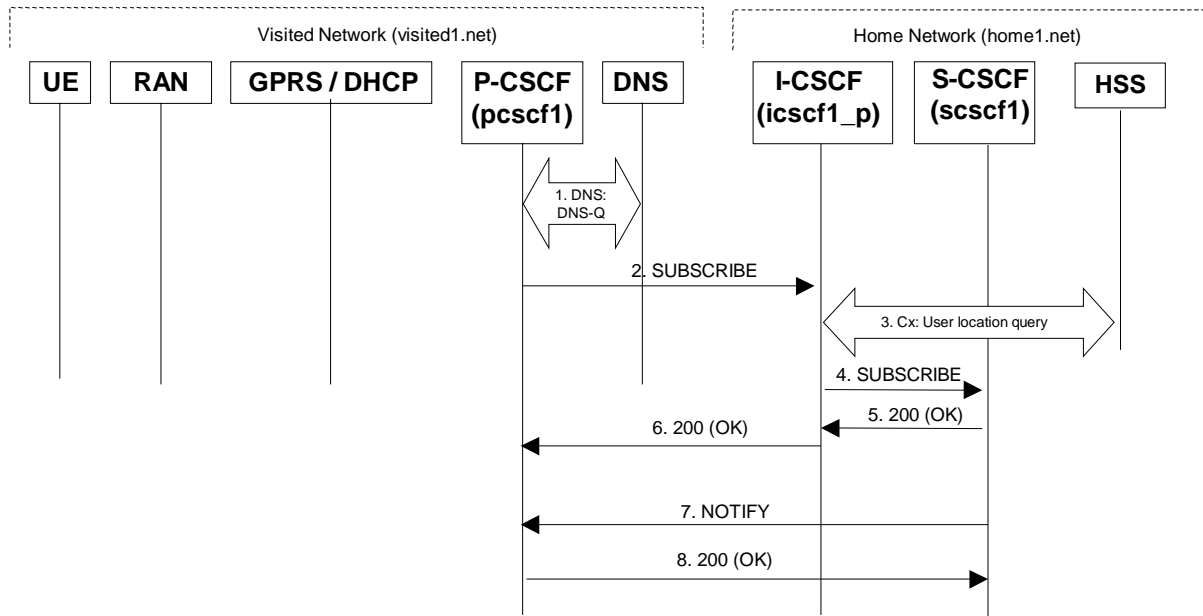 Visited Network (visited1.net)
Home Network (home1.net)
UE
RAN
GPRS / DHCP
P-CSCF
(pcscf1)
DNS
I-CSCF
(icscf1_p)
S-CSCF
(scscf1)
HSS
1. DNS:
DNS-Q
2. SUBSCRIBE
3. Cx: User location query
4. SUBSCRIBE
5. 200 (OK)
6. 200 (OK)
7. NOTIFY
8. 200 (OK)